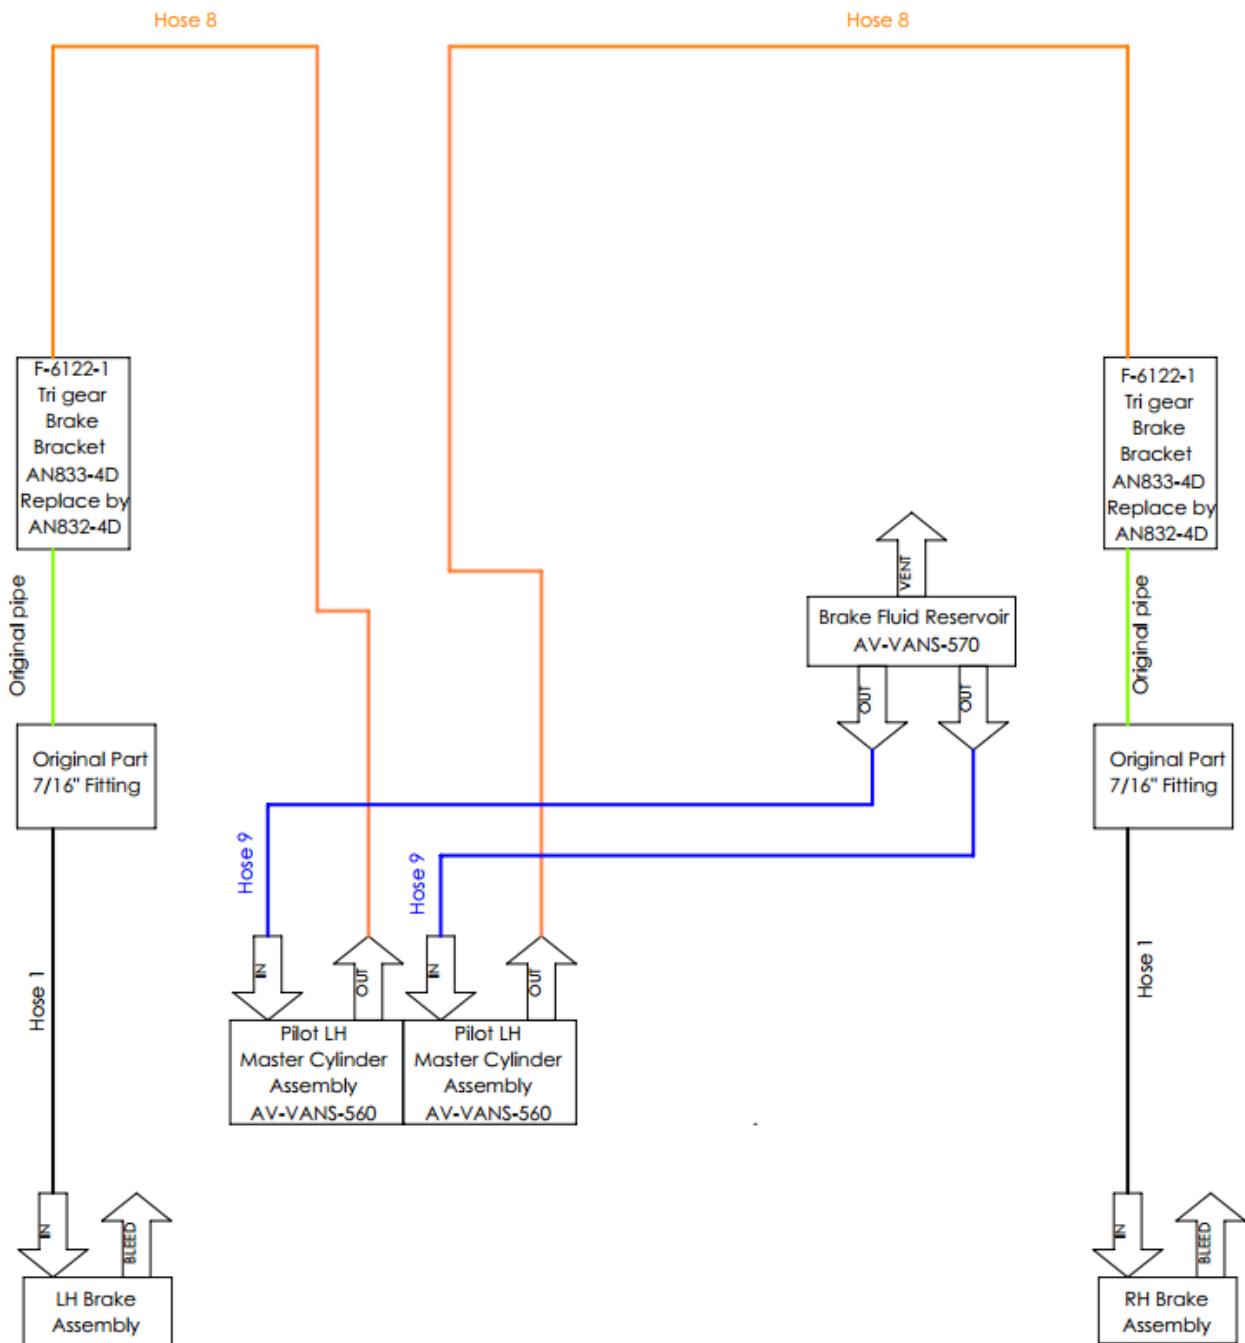 Hose 8
Hose 8
F-6122-1
Tri gear
Brake
Bracket
AN833-4D
Replace by
AN832-4D
F-6122-1
Tri gear
Brake
Bracket
AN833-4D
Replace by
AN832-4D
VENT
Brake Fluid Reservoir
AV-VANS-570
OUT
OUT
Original pipe
Original pipe
Original Part
7/16" Fitting
Original Part
7/16" Fitting
Hose 9
Hose 9
Hose 1
Hose 1
IN
OUT
IN
OUT
Pilot LH
Master Cylinder
Assembly
AV-VANS-560
Pilot LH
Master Cylinder
Assembly
AV-VANS-560
IN
BLEED
IN
BLEED
LH Brake
Assembly
RH Brake
Assembly